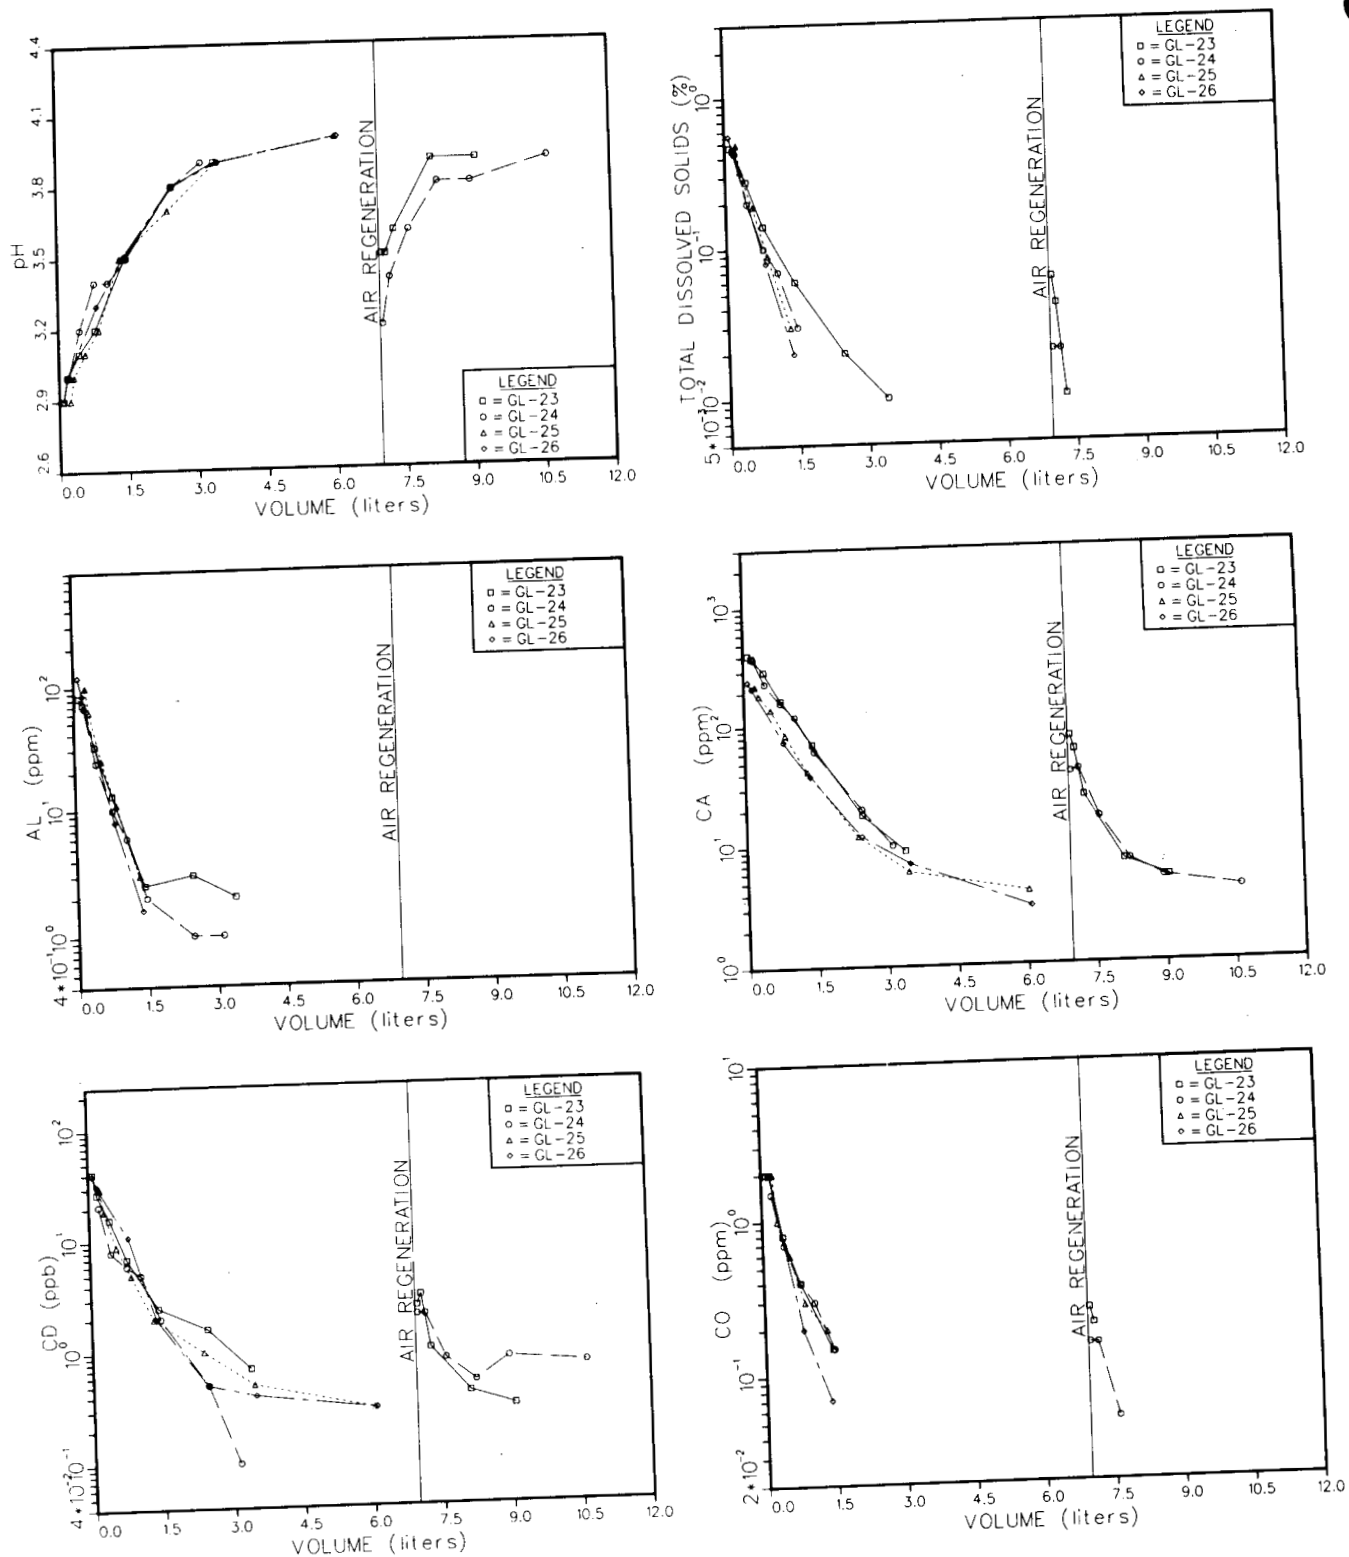 4.4
4.1
3.8
3.5
3.2
2.9
2.6
pH
AIR REGENERATION
LEGEND
□ = GL-23
○ = GL-24
△ = GL-25
◇ = GL-26
0.0 1.5 3.0 4.5 6.0 7.5 9.0 10.5 12.0
VOLUME (liters)
TOTAL DISSOLVED SOLIDS (%)
10⁰
10⁻¹
10⁻²
5*10⁻³
AIR REGENERATION
LEGEND
□ = GL-23
○ = GL-24
△ = GL-25
◇ = GL-26
0.0 1.5 3.0 4.5 6.0 7.5 9.0 10.5 12.0
VOLUME (liters)
AL (ppm)
10²
10¹
10⁰
4*10⁻¹
AIR REGENERATION
LEGEND
□ = GL-23
○ = GL-24
△ = GL-25
◇ = GL-26
0.0 1.5 3.0 4.5 6.0 7.5 9.0 10.5 12.0
VOLUME (liters)
CA (ppm)
10³
10²
10¹
10⁰
AIR REGENERATION
LEGEND
□ = GL-23
○ = GL-24
△ = GL-25
◇ = GL-26
0.0 1.5 3.0 4.5 6.0 7.5 9.0 10.5 12.0
VOLUME (liters)
CD (ppb)
10²
10¹
10⁰
10⁻¹
4*10⁻²
AIR REGENERATION
LEGEND
□ = GL-23
○ = GL-24
△ = GL-25
◇ = GL-26
0.0 1.5 3.0 4.5 6.0 7.5 9.0 10.5 12.0
VOLUME (liters)
CO (ppm)
10¹
10⁰
10⁻¹
2*10⁻²
AIR REGENERATION
LEGEND
□ = GL-23
○ = GL-24
△ = GL-25
◇ = GL-26
0.0 1.5 3.0 4.5 6.0 7.5 9.0 10.5 12.0
VOLUME (liters)